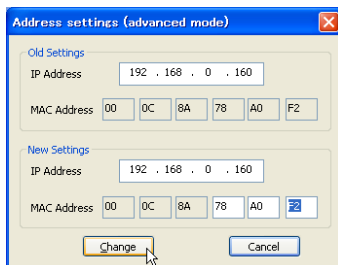 Address settings (advanced mode)
Old Settings
IP Address 192 . 168 . 0 . 160
MAC Address 00 0C 8A 78 A0 F2
New Settings
IP Address 192 . 168 . 0 . 160
MAC Address 00 0C 8A 78 A0 F2
Change Cancel